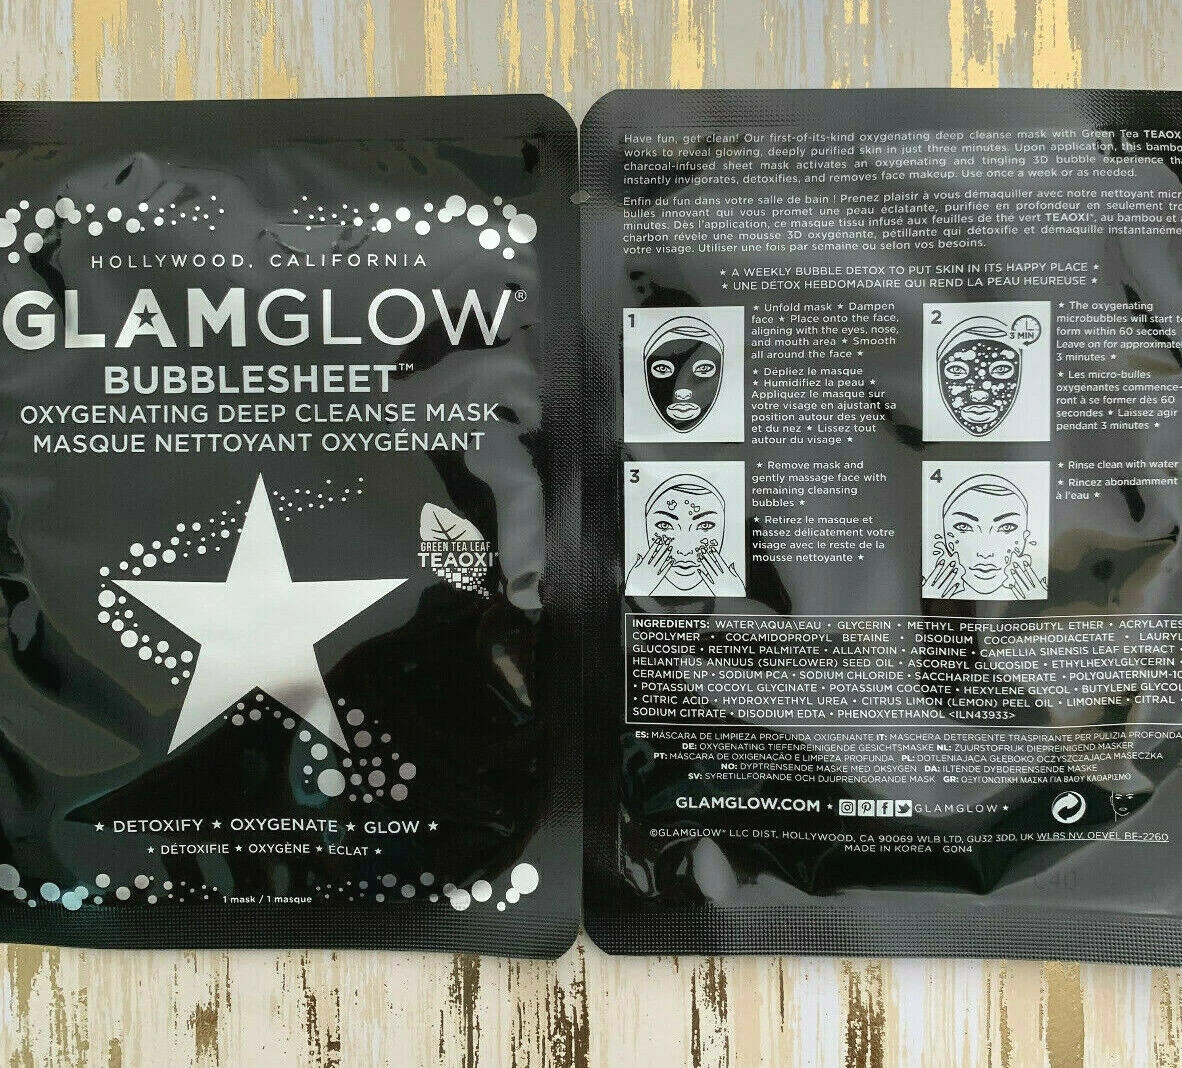 HOLLYWOOD, CALIFORNIA
GLAMGLOW®
BUBBLESHEET™
OXYGENATING DEEP CLEANSE MASK
MASQUE NETTOYANT OXYGÉNANT
GREEN TEA LEAF
TEAOXI®
★ DETOXIFY ★ OXYGENATE ★ GLOW ★
★ DÉTOXIFIE ★ OXYGÈNE ★ ÉCLAT ★
1 mask / 1 masque
Have fun, get clean! Our first-of-its-kind oxygenating deep cleanse mask with Green Tea TEAOX
works to reveal glowing, deeply purified skin in just three minutes. Upon application, this bambo
charcoal-infused sheet mask activates an oxygenating and tingling 3D bubble experience tha
instantly invigorates, detoxifies, and removes face makeup. Use once a week or as needed.
Enfin du fun dans votre salle de bain ! Prenez plaisir à vous démaquiller avec notre nettoyant micr
bulles innovant qui vous promet une peau éclatante, purifiée en profondeur en seulement tro
minutes. Dès l'application, ce masque tissu infusé aux feuilles de thé vert TEAOXI®, au bambou et a
charbon révèle une mousse 3D oxygénante, pétillante qui détoxifie et démaquille instantanéme
votre visage. Utiliser une fois par semaine ou selon vos besoins.
★ A WEEKLY BUBBLE DETOX TO PUT SKIN IN ITS HAPPY PLACE ★
★ UNE DÉTOX HEBDOMADAIRE QUI REND LA PEAU HEUREUSE ★
1
★ Unfold mask ★ Dampen
face ★ Place onto the face,
aligning with the eyes, nose,
and mouth area ★ Smooth
all around the face ★
★ Dépliez le masque
★ Humidifiez la peau ★
Appliquez le masque sur
votre visage en ajustant sa
position autour des yeux
et du nez ★ Lissez tout
autour du visage ★
2
3 MIN
★ The oxygenating
microbubbles will start to
form within 60 seconds
Leave on for approximate
3 minutes ★
★ Les micro-bulles
oxygénantes commence-
ront à se former dès 60
secondes ★ Laissez agir
pendant 3 minutes ★
3
★ Remove mask and
gently massage face with
remaining cleansing
bubbles ★
★ Retirez le masque et
massez délicatement votre
visage avec le reste de la
mousse nettoyante ★
4
★ Rinse clean with water
★ Rincez abondamment
à l'eau ★
INGREDIENTS: WATER\AQUA\EAU • GLYCERIN • METHYL PERFLUOROBUTYL ETHER • ACRYLATES
COPOLYMER • COCAMIDOPROPYL BETAINE • DISODIUM COCOAMPHODIACETATE • LAURYL
GLUCOSIDE • RETINYL PALMITATE • ALLANTOIN • ARGININE • CAMELLIA SINENSIS LEAF EXTRACT •
HELIANTHUS ANNUUS (SUNFLOWER) SEED OIL • ASCORBYL GLUCOSIDE • ETHYLHEXYLGLYCERIN •
CERAMIDE NP • SODIUM PCA • SODIUM CHLORIDE • SACCHARIDE ISOMERATE • POLYQUATERNIUM-10
• POTASSIUM COCOYL GLYCINATE • POTASSIUM COCOATE • HEXYLENE GLYCOL • BUTYLENE GLYCOL
• CITRIC ACID • HYDROXYETHYL UREA • CITRUS LIMON (LEMON) PEEL OIL • LIMONENE • CITRAL •
SODIUM CITRATE • DISODIUM EDTA • PHENOXYETHANOL <ILN43933>
ES: MÁSCARA DE LIMPIEZA PROFUNDA OXIGENANTE IT: MASCHERA DETERGENTE TRASPIRANTE PER PULIZIA PROFONDA
DE: OXYGENATING TIEFENREINIGENDE GESICHTSMASKE NL: ZUURSTOFRIJK DIEPREINIGEND MASKER
PT: MÁSCARA DE OXIGENAÇÃO E LIMPEZA PROFUNDA PL: DOTLENIAJĄCA GŁĘBOKO OCZYSZCZAJĄCA MASECZKA
NO: DYPTRENSENDE MASKE MED OKSYGEN DA: ILTENDE DYBDERENSENDE MASKE
SV: SYRETILLFÖRANDE OCH DJUPRENGÖRANDE MASK GR: ΟΞΥΓΟΝΩΤΙΚΗ ΜΑΣΚΑ ΓΙΑ ΒΑΘΥ ΚΑΘΑΡΙΣΜΟ
GLAMGLOW.COM ★ GLAMGLOW ★
©GLAMGLOW® LLC DIST, HOLLYWOOD, CA 90069 WLB LTD, GU32 3DD, UK WLBS NV. OEVEL BE-2260
MADE IN KOREA G0N4